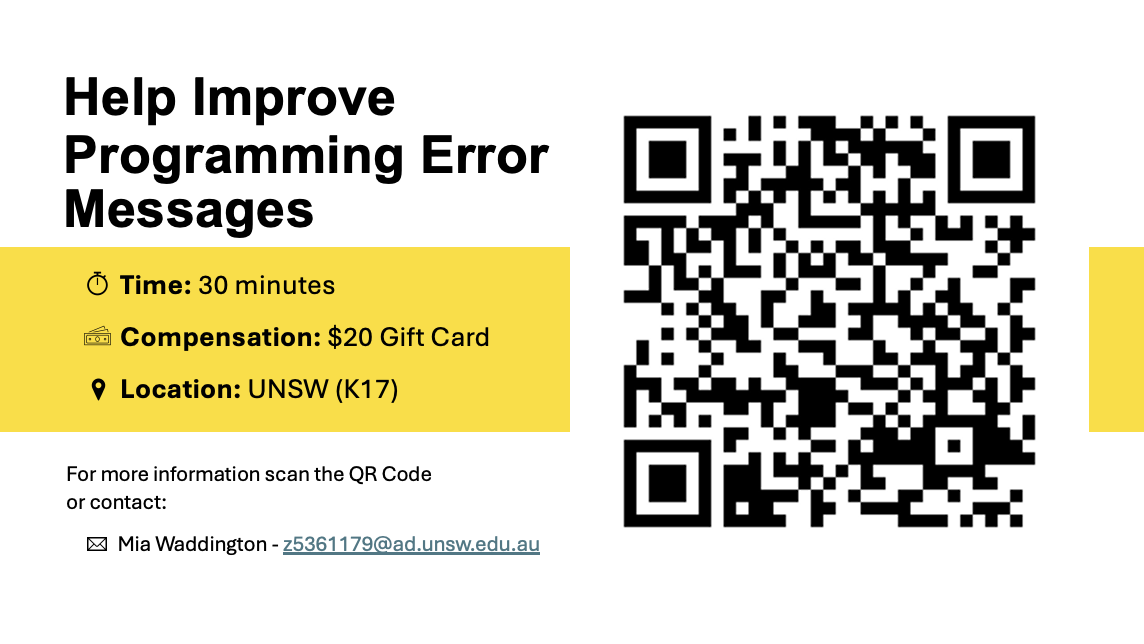 Help Improve
Programming Error
Messages
Time: 30 minutes
Compensation: $20 Gift Card
Location: UNSW (K17)
For more information scan the QR Code
or contact:
Mia Waddington - z5361179@ad.unsw.edu.au